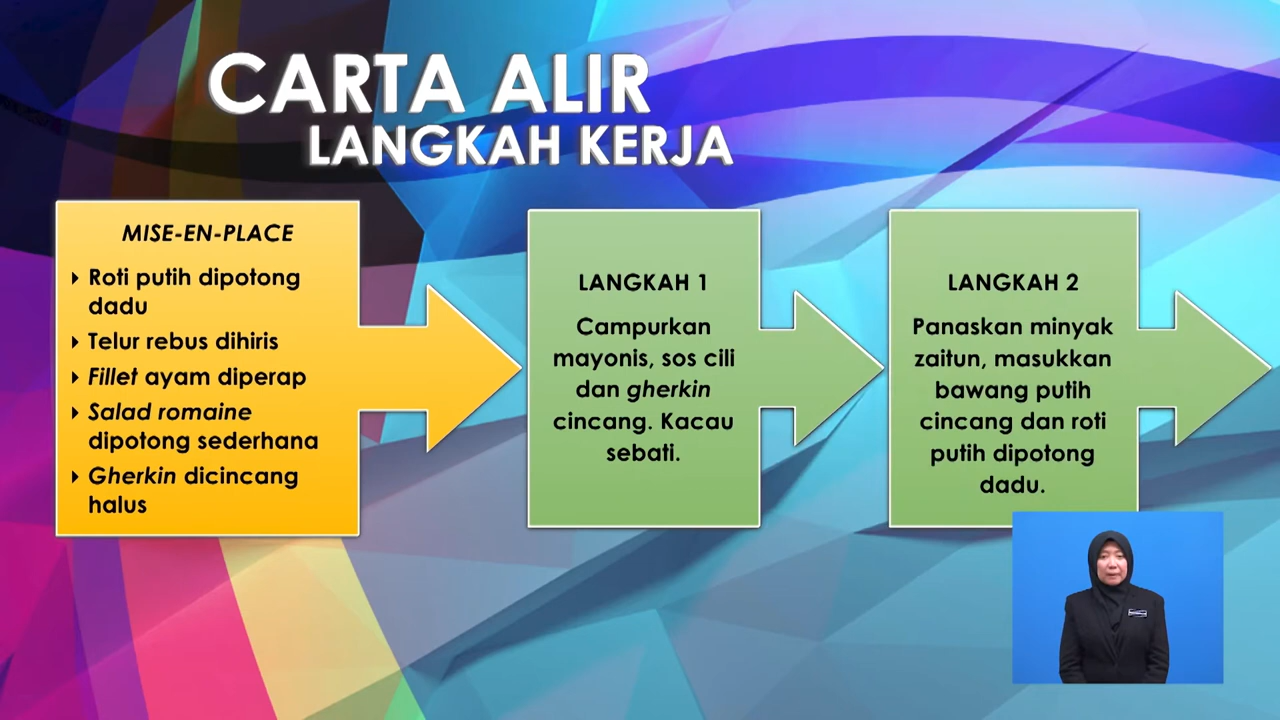 CARTA ALIR
LANGKAH KERJA
MISE-EN-PLACE
Roti putih dipotong
dadu
Telur rebus dihiris
Fillet ayam diperap
Salad romaine
dipotong sederhana
Gherkin dicincang
halus
LANGKAH 1
Campurkan
mayonis, sos cili
dan gherkin
cincang. Kacau
sebati.
LANGKAH 2
Panaskan minyak
zaitun, masukkan
bawang putih
cincang dan roti
putih dipotong
dadu.